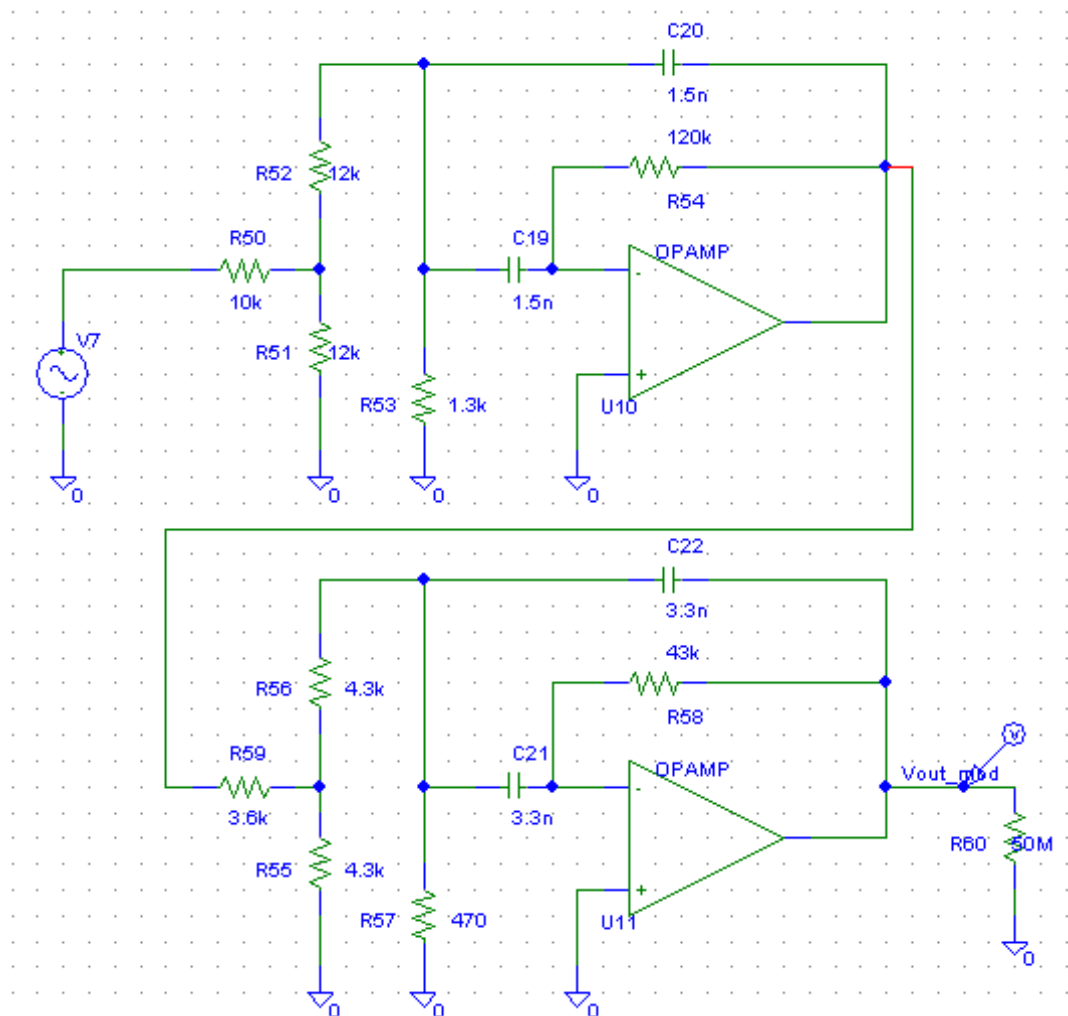 C20
1.5n
120k
R54
R52
12k
R50
10k
C19
1.5n
OPAMP
-
+
U10
V7
R51
12k
R53
1.3k
0
0
0
0
C22
3.3n
43k
R58
R56
4.3k
R59
3.6k
C21
3.3n
OPAMP
-
+
U11
Vout_mod
V
R60
50M
R55
4.3k
R57
470
0
0
0
0